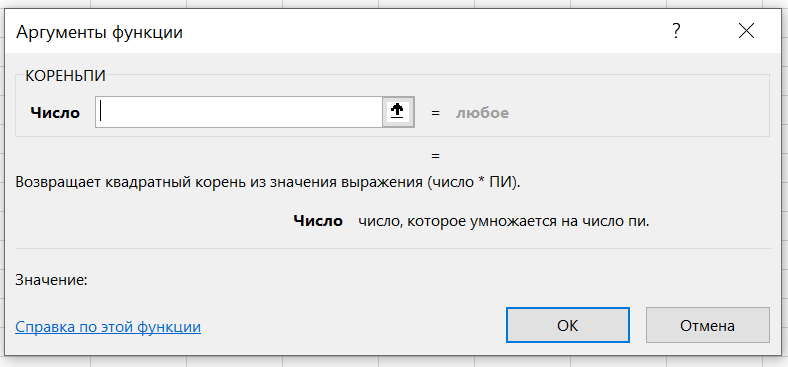 Аргументы функции ?
КОРЕНЬПИ
Число = любое
=
Возвращает квадратный корень из значения выражения (число * ПИ).
Число число, которое умножается на число пи.
Значение:
Справка по этой функции ОК Отмена